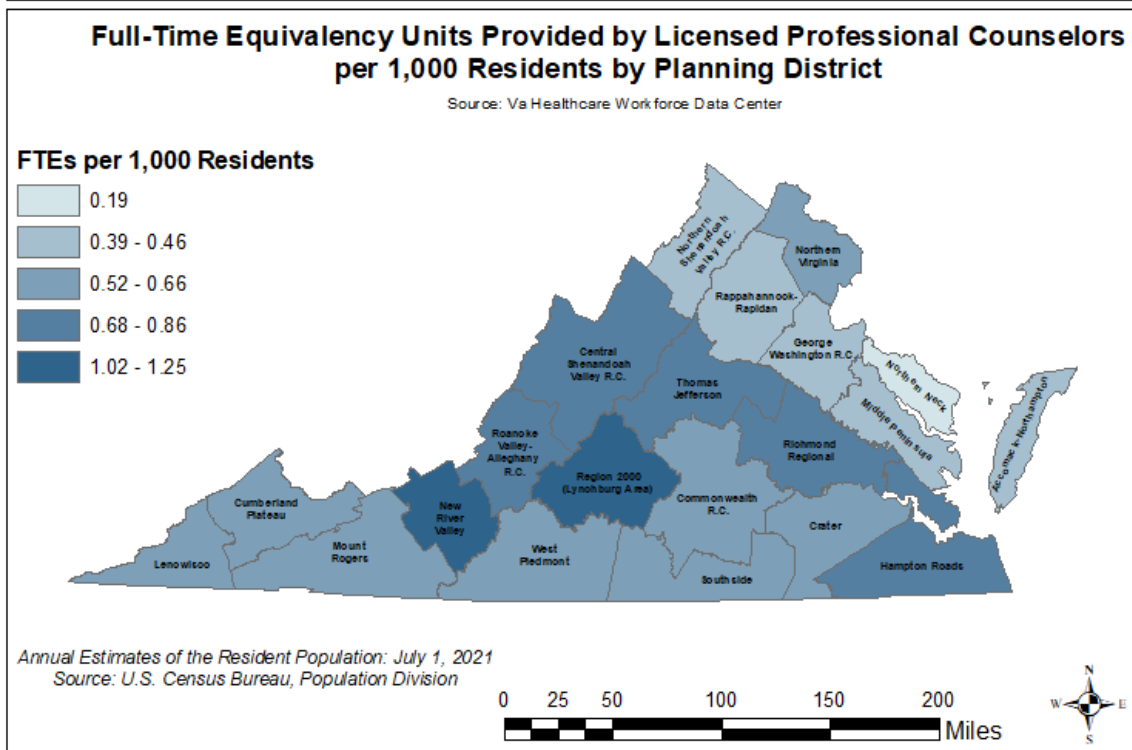 Full-Time Equivalency Units Provided by Licensed Professional Counselors
per 1,000 Residents by Planning District
Source: Va Healthcare Workforce Data Center
FTEs per 1,000 Residents
0.19
0.39 - 0.46
0.52 - 0.66
0.68 - 0.86
1.02 - 1.25
Northern
Shenandoah
Valley R.C.
Northern
Virginia
Rappahannock-
Rapidan
George
Washington R.C.
Northern Neck
Central
Shenandoah
Valley R.C.
Thomas
Jefferson
Middle Peninsula
Accomack-Northampton
Roanoke
Valley-
Alleghany
R.C.
Richmond
Regional
Region 2000
(Lynchburg Area)
Commonwealth
R.C.
Cumberland
Plateau
New
River
Valley
Crater
Mount
Rogers
West
Piedmont
Lenowisco
Southside
Hampton Roads
Annual Estimates of the Resident Population: July 1, 2021
Source: U.S. Census Bureau, Population Division
0 25 50 100 150 200
Miles
N
W E
S